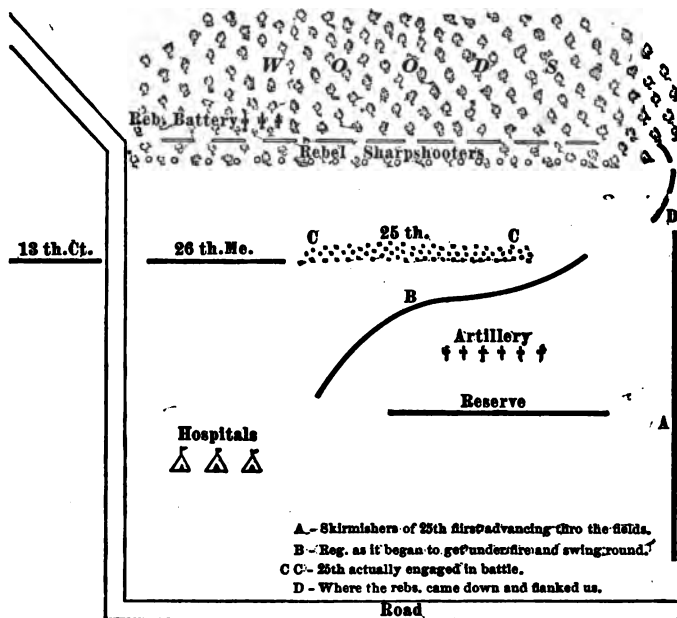 W O O D S
Reb. Battery
Rebel Sharpshooters
D
13 th. Ct.
26 th. Me.
C
25 th.
C
B
Artillery
Reserve
A
Hospitals
A - Skirmishers of 25th first advancing thro the fields.
B - Reg. as it began to get under fire and swing round.
C C - 25th actually engaged in battle.
D - Where the rebs. came down and flanked us.
Road